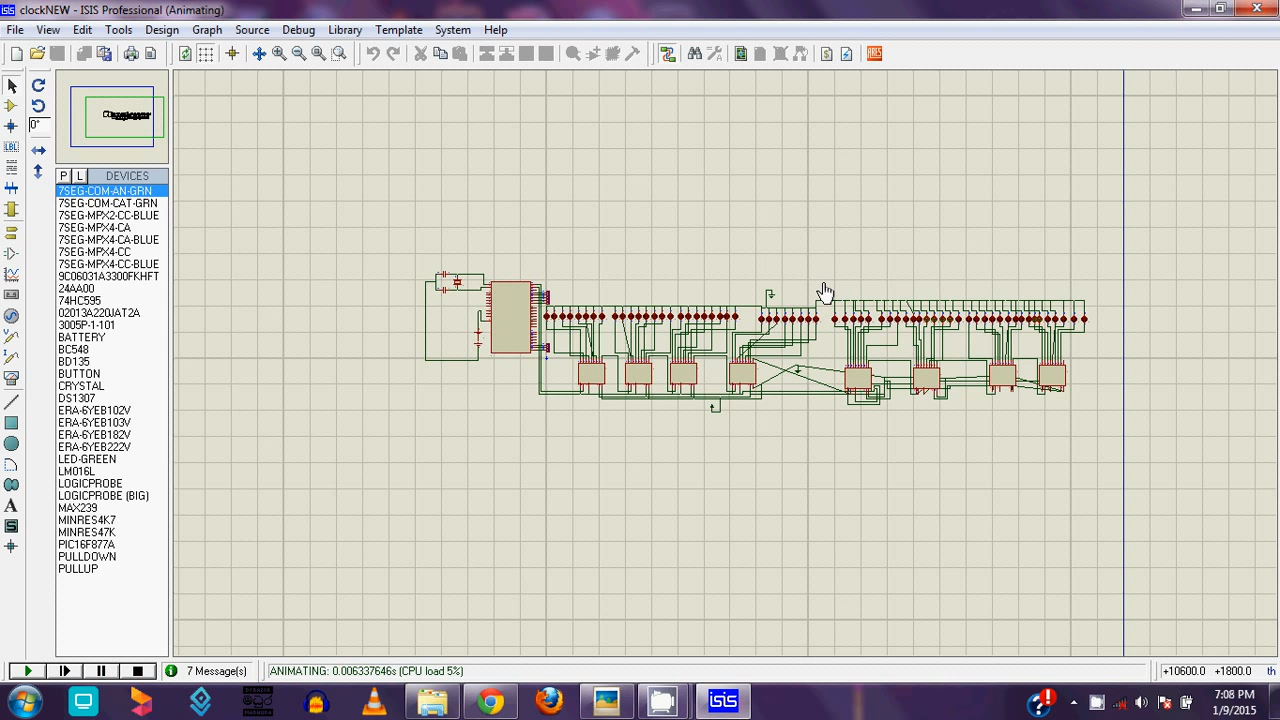 clockNEW - ISIS Professional (Animating)
File View Edit Tools Design Graph Source Debug Library Template System Help
ARES
0°
LBL
P L DEVICES
7SEG-COM-AN-GRN
7SEG-COM-CAT-GRN
7SEG-MPX2-CC-BLUE
7SEG-MPX4-CA
7SEG-MPX4-CA-BLUE
7SEG-MPX4-CC
7SEG-MPX4-CC-BLUE
9C06031A3300FKHFT
24AA00
74HC595
02013A220JAT2A
3005P-1-101
BATTERY
BC548
BD135
BUTTON
CRYSTAL
DS1307
ERA-6YEB102V
ERA-6YEB103V
ERA-6YEB182V
ERA-6YEB222V
LED-GREEN
LM016L
LOGICPROBE
LOGICPROBE (BIG)
MAX239
MINRES4K7
MINRES47K
PIC16F877A
PULLDOWN
PULLUP
A
S
7 Message(s)
ANIMATING: 0.006337646s (CPU load 5%)
+10600.0 +1800.0 th
isis
7:08 PM
1/9/2015